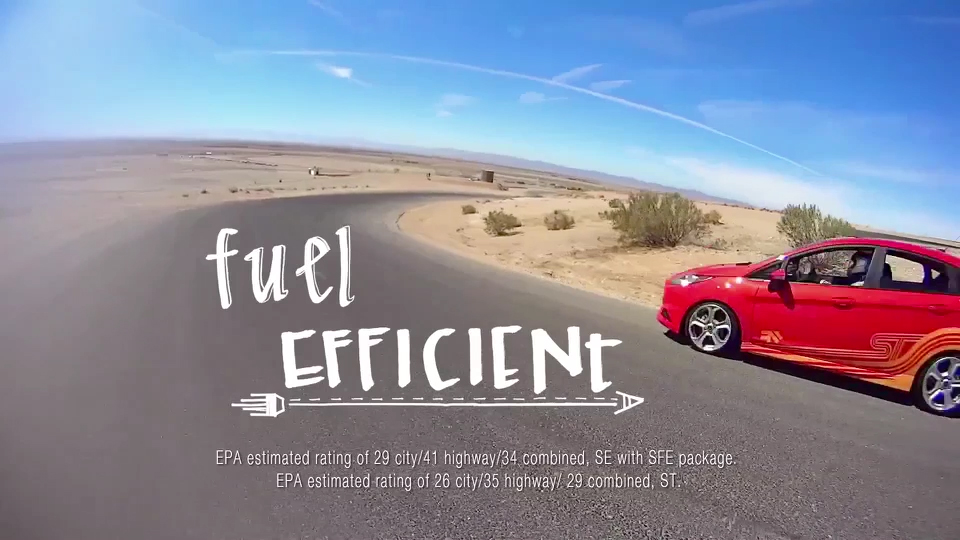 fuel
EFFICIENt
ST
EPA estimated rating of 29 city/41 highway/34 combined, SE with SFE package.
EPA estimated rating of 26 city/35 highway/ 29 combined, ST.